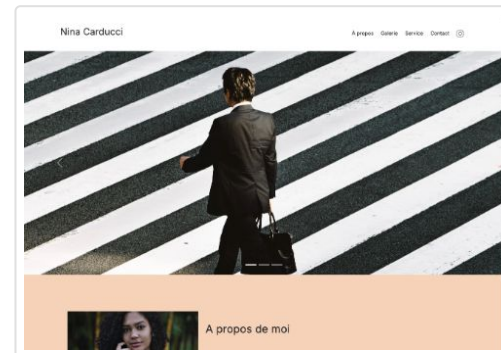 Nina Carducci
A propos Galerie Service Contact
A propos de moi